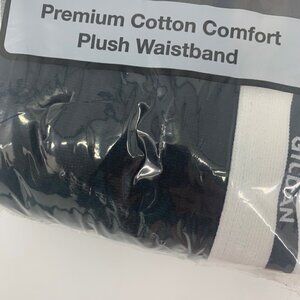 Premium Cotton Comfort
Plush Waistband
GILDAN